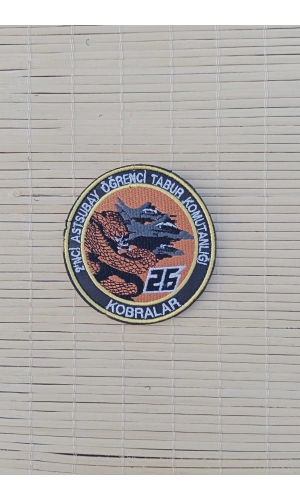 2'NCİ ASTSUBAY ÖĞRENCİ TABUR KOMUTANLIĞI
26
KOBRALAR